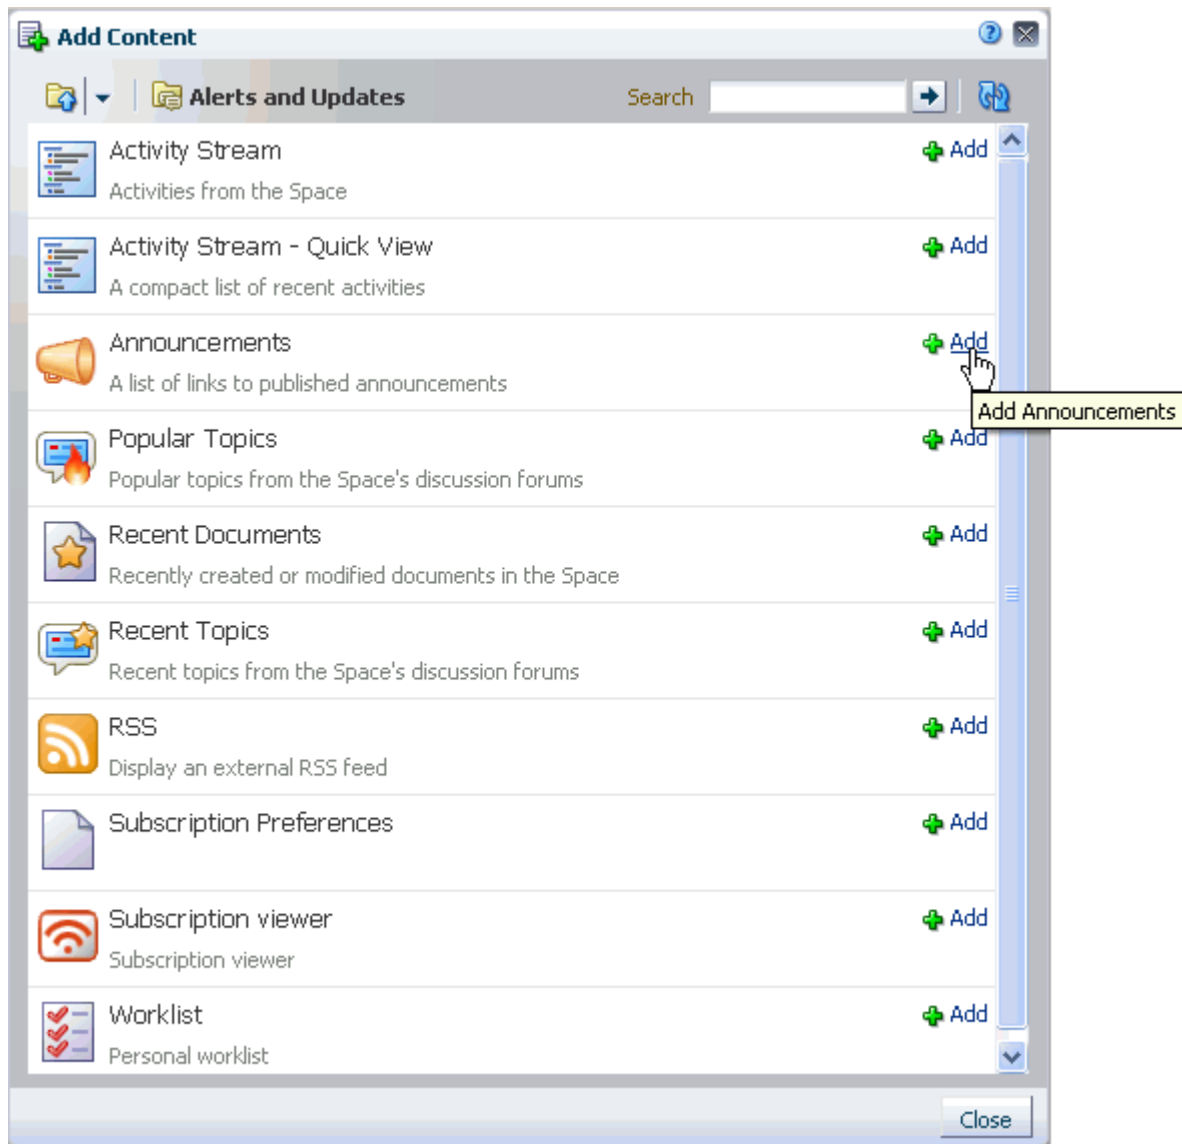 Add Content
Alerts and Updates Search
Activity Stream Add
Activities from the Space
Activity Stream - Quick View Add
A compact list of recent activities
Announcements Add
A list of links to published announcements
Add Announcements
Popular Topics Add
Popular topics from the Space's discussion forums
Recent Documents Add
Recently created or modified documents in the Space
Recent Topics Add
Recent topics from the Space's discussion forums
RSS Add
Display an external RSS feed
Subscription Preferences Add
Subscription viewer Add
Subscription viewer
Worklist Add
Personal worklist
Close